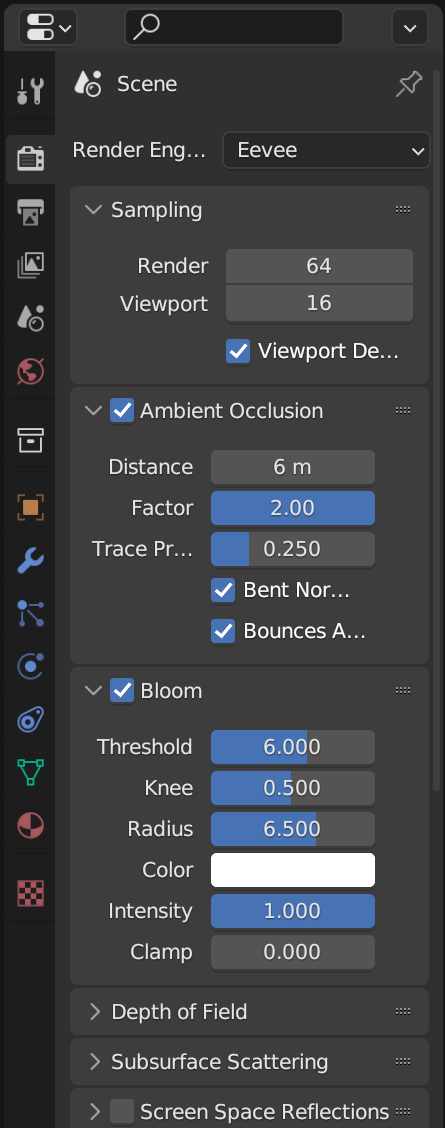 Scene
Render Eng... Eevee
Sampling
Render 64
Viewport 16
Viewport De...
Ambient Occlusion
Distance 6 m
Factor 2.00
Trace Pr... 0.250
Bent Nor...
Bounces A...
Bloom
Threshold 6.000
Knee 0.500
Radius 6.500
Color
Intensity 1.000
Clamp 0.000
Depth of Field
Subsurface Scattering
Screen Space Reflections